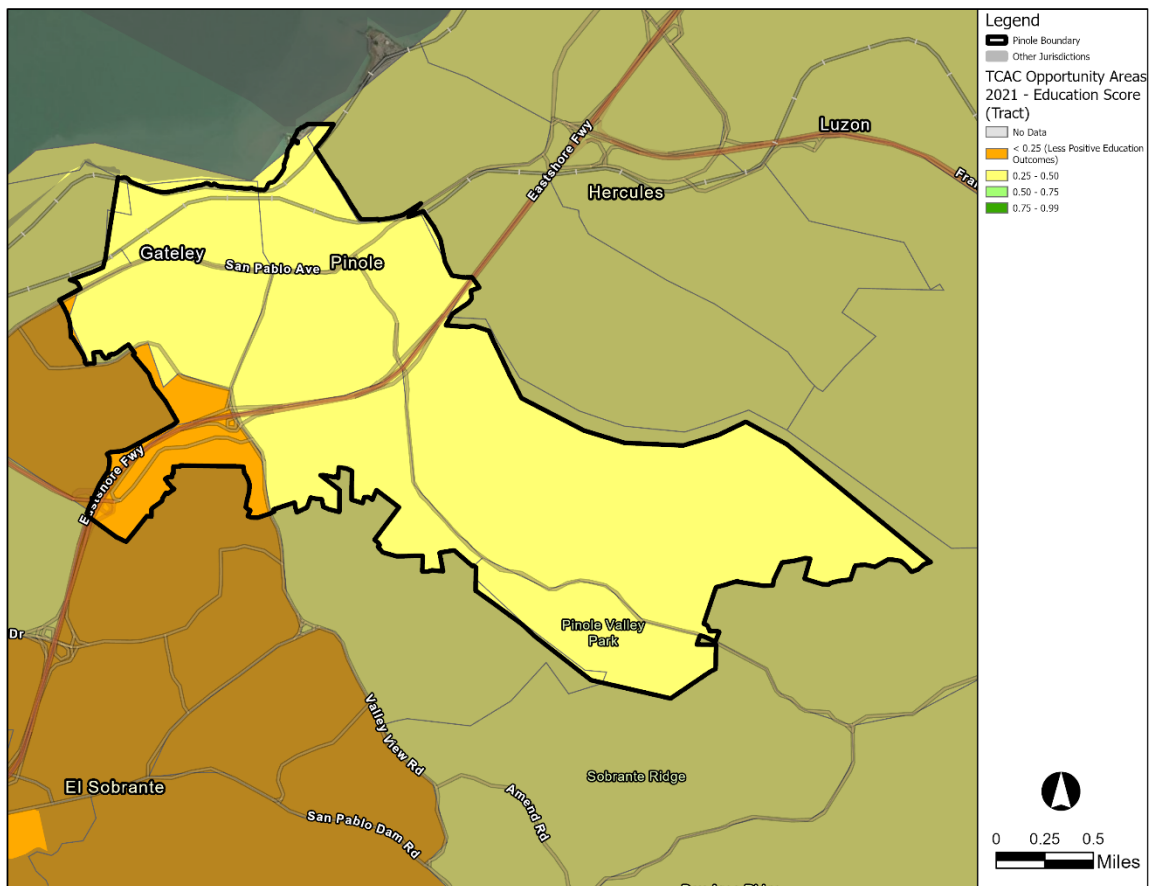 Legend
Pinole Boundary
Other Jurisdictions
TCAC Opportunity Areas
2021 - Education Score
(Tract)
No Data
< 0.25 (Less Positive Education
Outcomes)
0.25 - 0.50
0.50 - 0.75
0.75 - 0.99
Luzon
Eastshore Fwy
Hercules
Gateley
San Pablo Ave
Pinole
Eastshore Fwy
Pinole Valley
Park
Dr
Valley View Rd
El Sobrante
Sobrante Ridge
Amend Rd
San Pablo Dam Rd
0 0.25 0.5
Miles